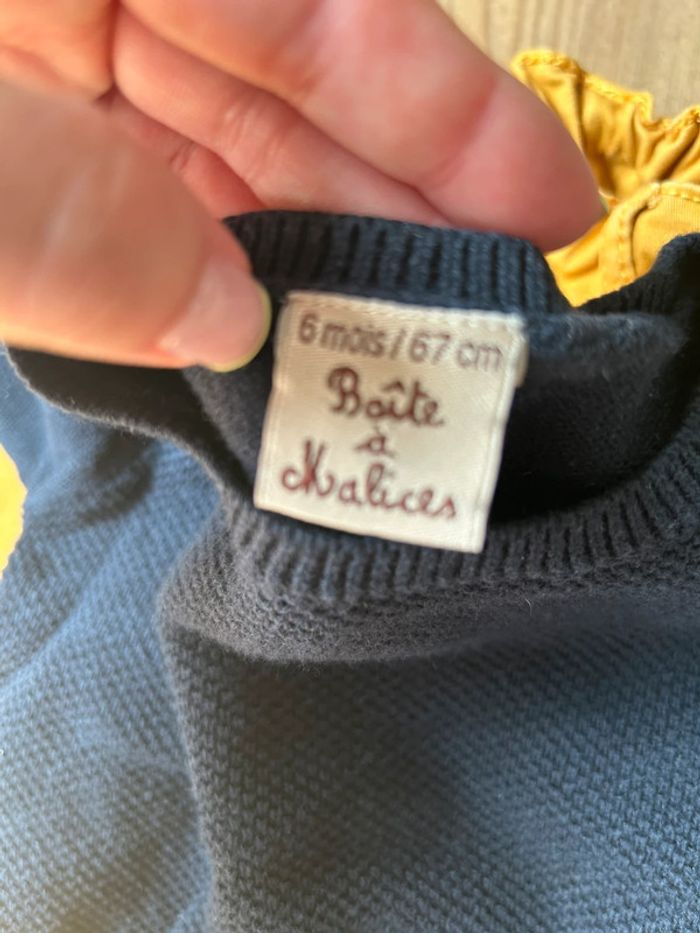 6 mois / 67 cm
Boîte
à
Malices